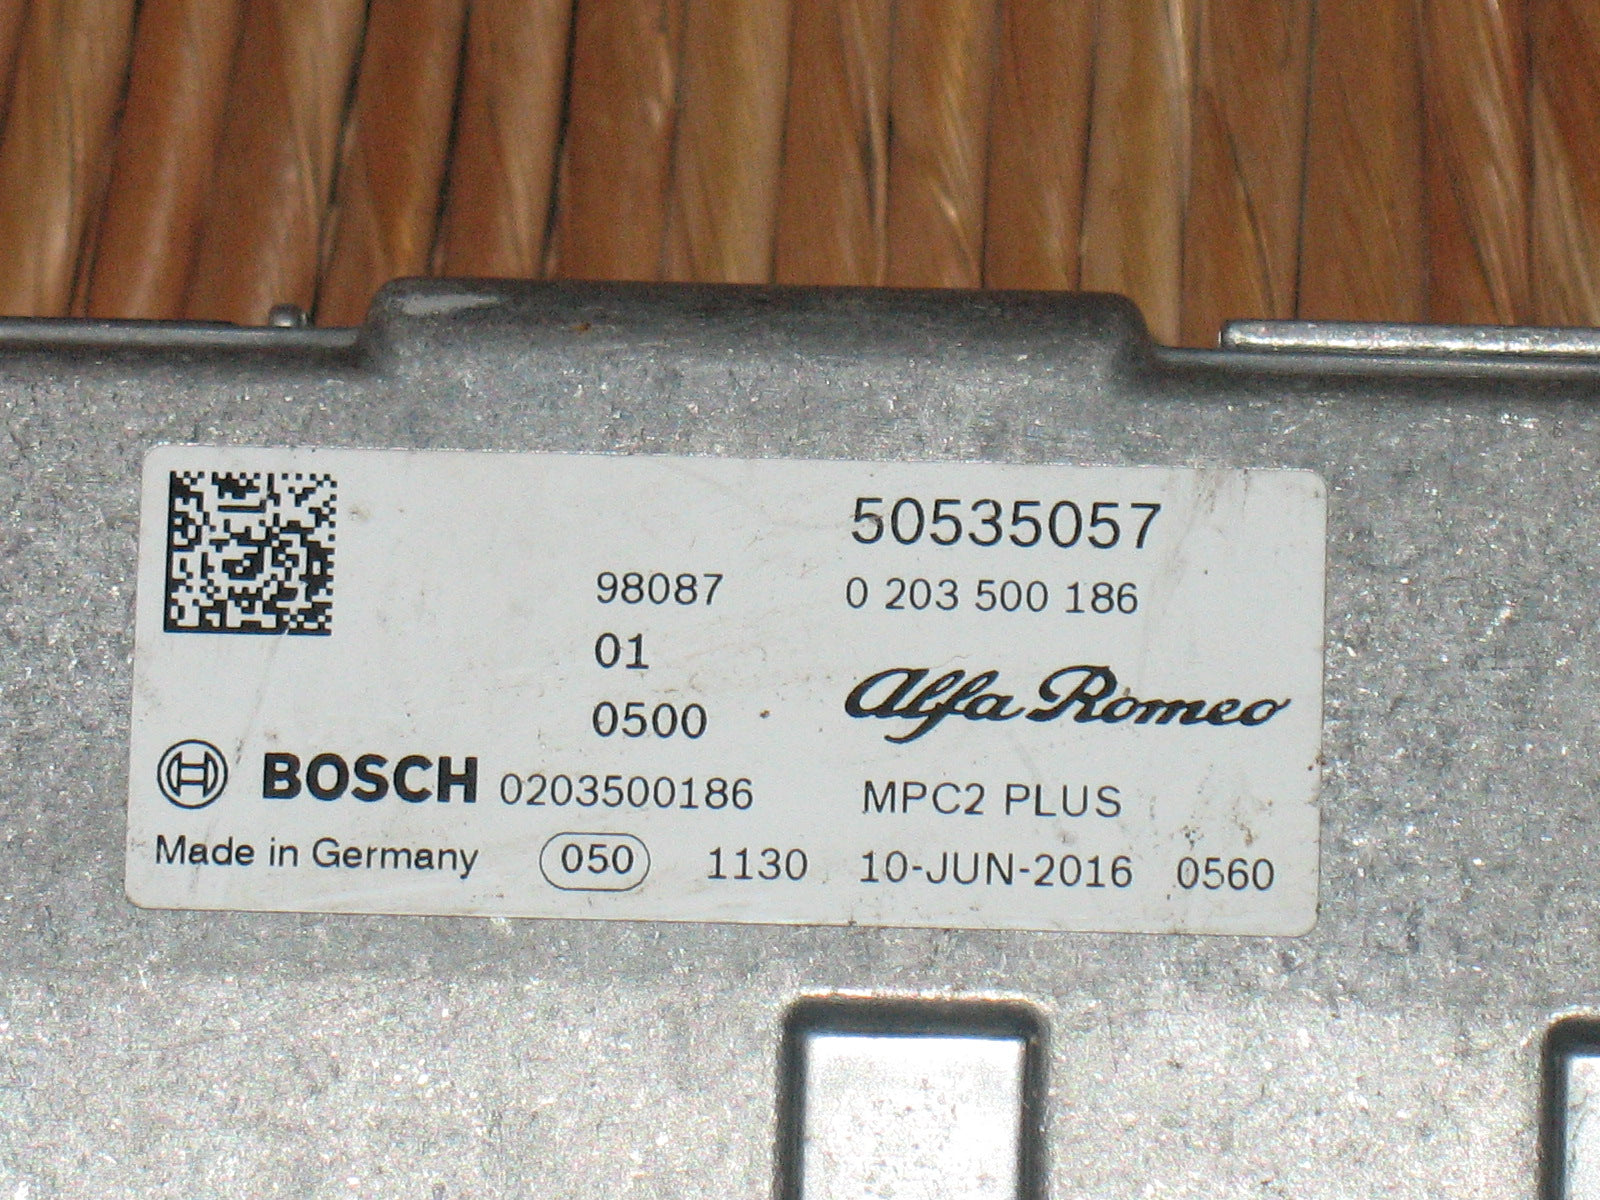 50535057
98087 0 203 500 186
01
Alfa Romeo
0500
BOSCH 0203500186 MPC2 PLUS
Made in Germany 050 1130 10-JUN-2016 0560